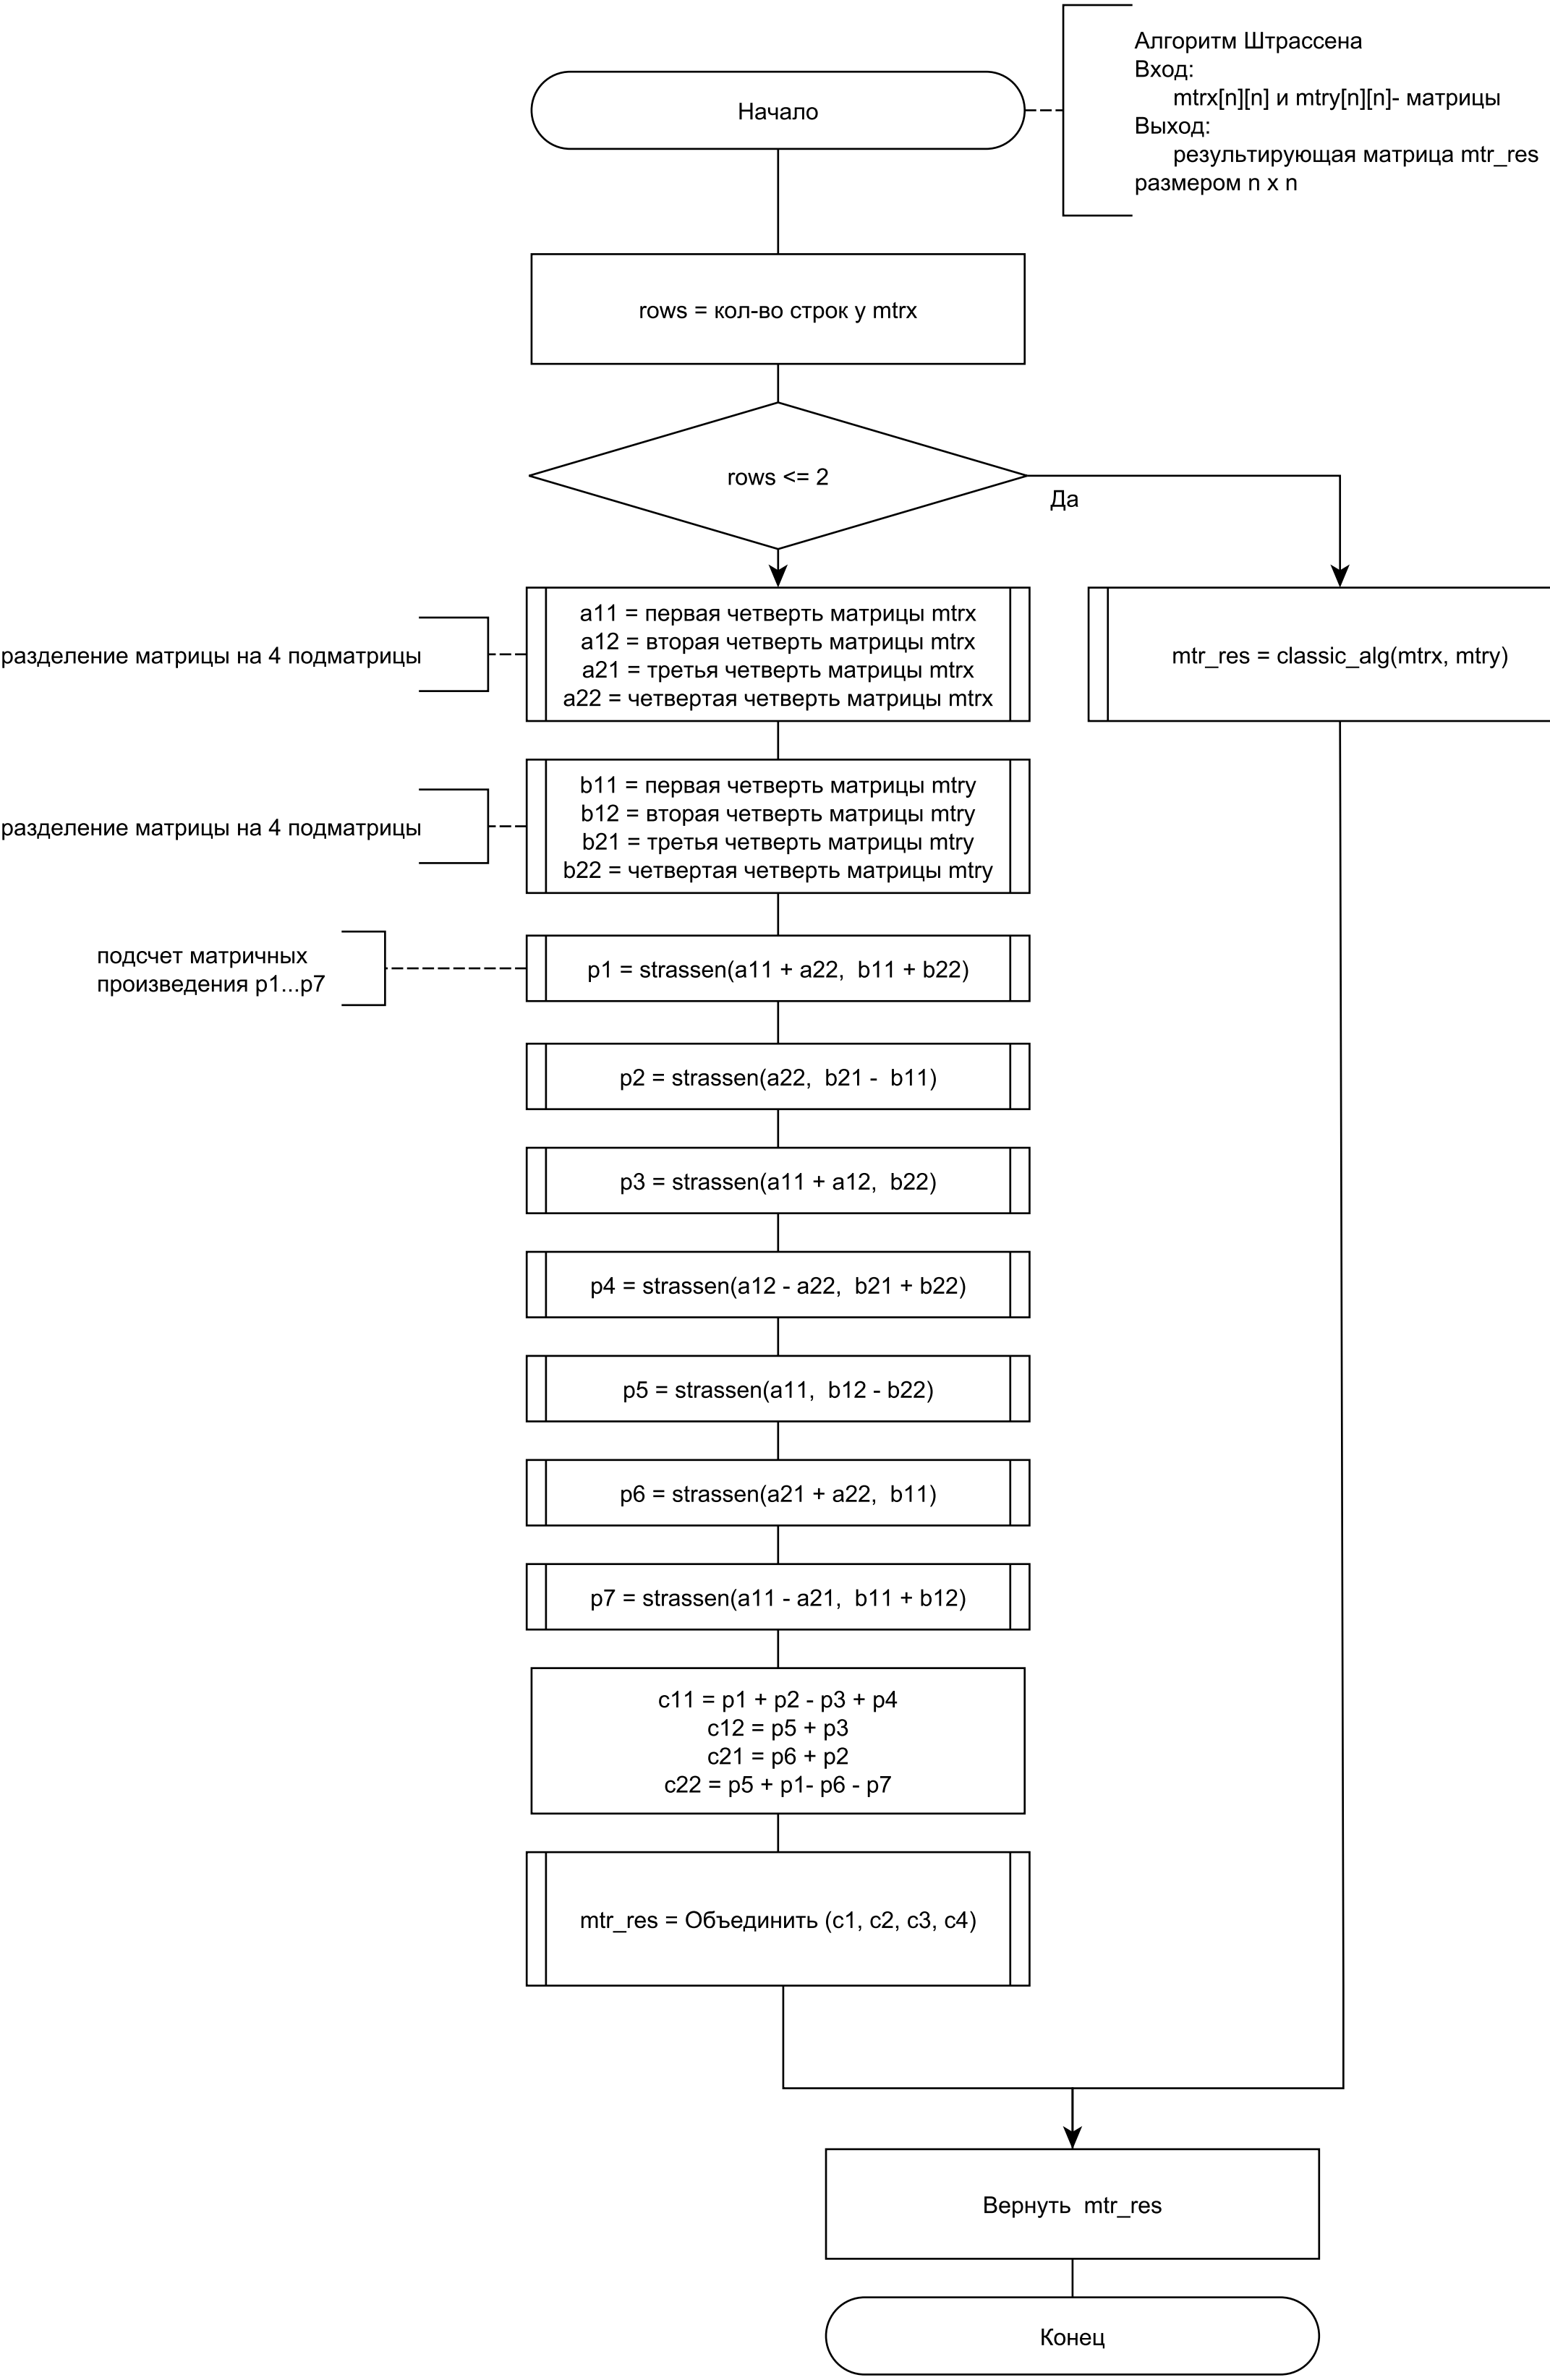 Алгоритм Штрассена
Вход:
mtrx[n][n] и mtry[n][n]- матрицы
Выход:
результирующая матрица mtr_res
размером n x n
Начало
rows = кол-во строк у mtrx
rows <= 2
Да
a11 = первая четверть матрицы mtrx
a12 = вторая четверть матрицы mtrx
a21 = третья четверть матрицы mtrx
a22 = четвертая четверть матрицы mtrx
разделение матрицы на 4 подматрицы
mtr_res = classic_alg(mtrx, mtry)
b11 = первая четверть матрицы mtry
b12 = вторая четверть матрицы mtry
b21 = третья четверть матрицы mtry
b22 = четвертая четверть матрицы mtry
разделение матрицы на 4 подматрицы
подсчет матричных
произведения p1...p7
p1 = strassen(a11 + a22, b11 + b22)
p2 = strassen(a22, b21 - b11)
p3 = strassen(a11 + a12, b22)
p4 = strassen(a12 - a22, b21 + b22)
p5 = strassen(a11, b12 - b22)
p6 = strassen(a21 + a22, b11)
p7 = strassen(a11 - a21, b11 + b12)
c11 = p1 + p2 - p3 + p4
c12 = p5 + p3
c21 = p6 + p2
c22 = p5 + p1- p6 - p7
mtr_res = Объединить (c1, c2, c3, c4)
Вернуть mtr_res
Конец